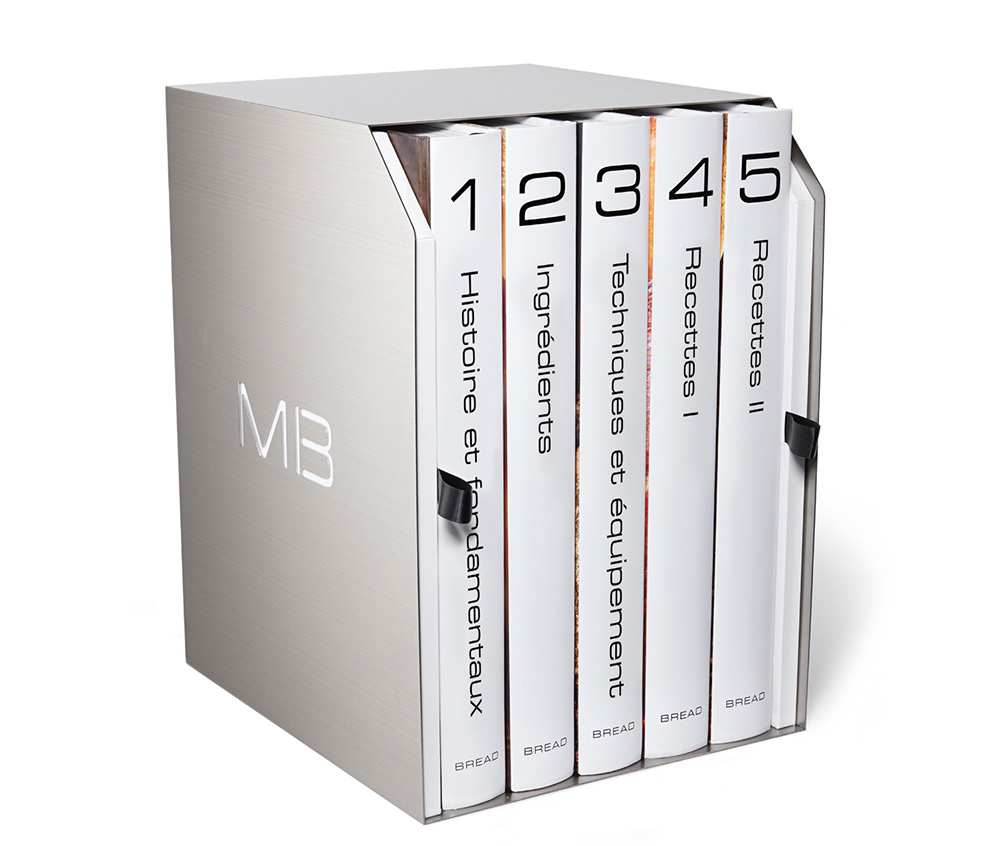 MB
1
Histoire et fondamentaux
BREAD
2
Ingrédients
BREAD
3
Techniques et équipement
BREAD
4
Recettes I
BREAD
5
Recettes II
BREAD